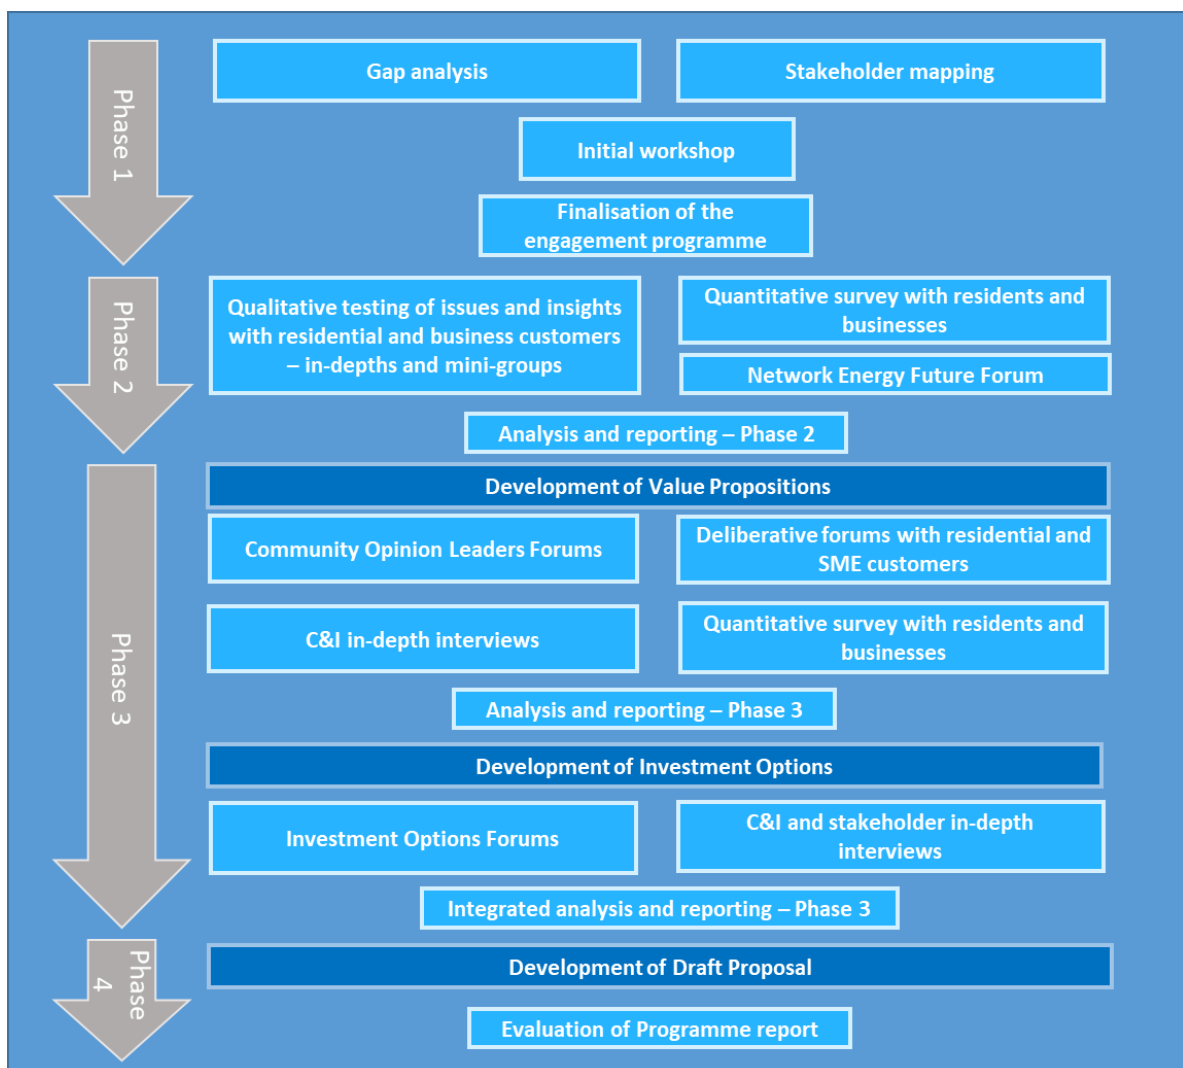 Phase 1
Gap analysis
Stakeholder mapping
Initial workshop
Finalisation of the
engagement programme
Phase 2
Qualitative testing of issues and insights
with residential and business customers
– in-depths and mini-groups
Quantitative survey with residents and
businesses
Network Energy Future Forum
Analysis and reporting – Phase 2
Phase 3
Development of Value Propositions
Community Opinion Leaders Forums
Deliberative forums with residential and
SME customers
C&I in-depth interviews
Quantitative survey with residents and
businesses
Analysis and reporting – Phase 3
Development of Investment Options
Investment Options Forums
C&I and stakeholder in-depth
interviews
Integrated analysis and reporting – Phase 3
Phase
4
Development of Draft Proposal
Evaluation of Programme report